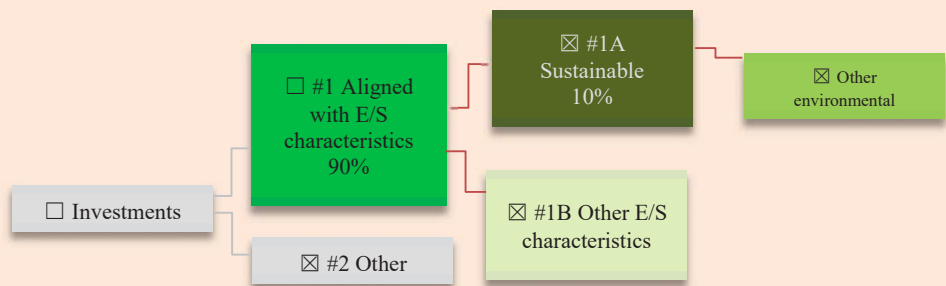 ☐ Investments
☐ #1 Aligned
with E/S
characteristics
90%
☒ #2 Other
☒ #1A
Sustainable
10%
☒ #1B Other E/S
characteristics
☒ Other
environmental